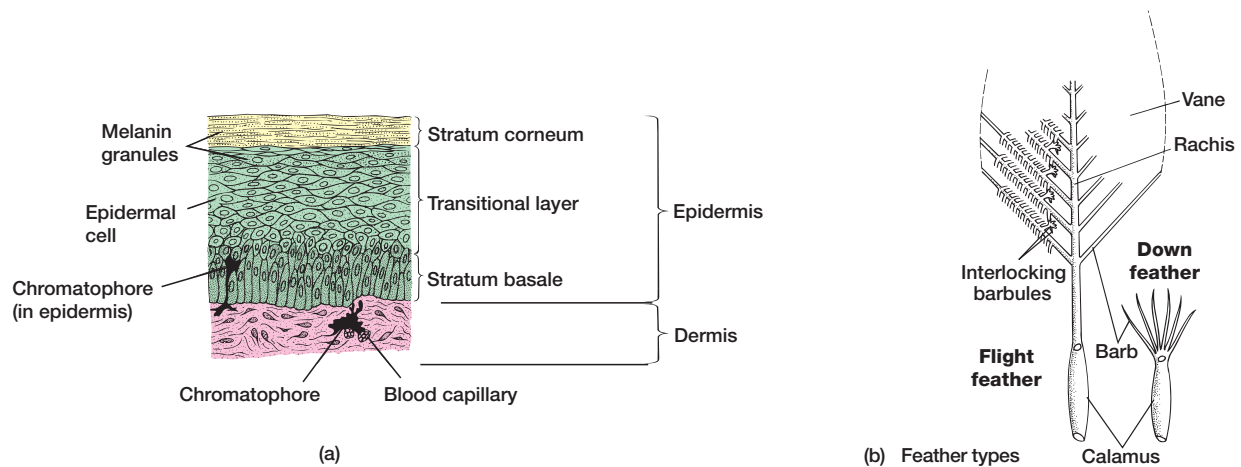 Melanin
granules
Epidermal
cell
Chromatophore
(in epidermis)
Stratum corneum
Transitional layer
Stratum basale
Epidermis
Dermis
Chromatophore
Blood capillary
(a)
Vane
Rachis
Interlocking
barbules
Down
feather
Flight
feather
Barb
Calamus
(b) Feather types